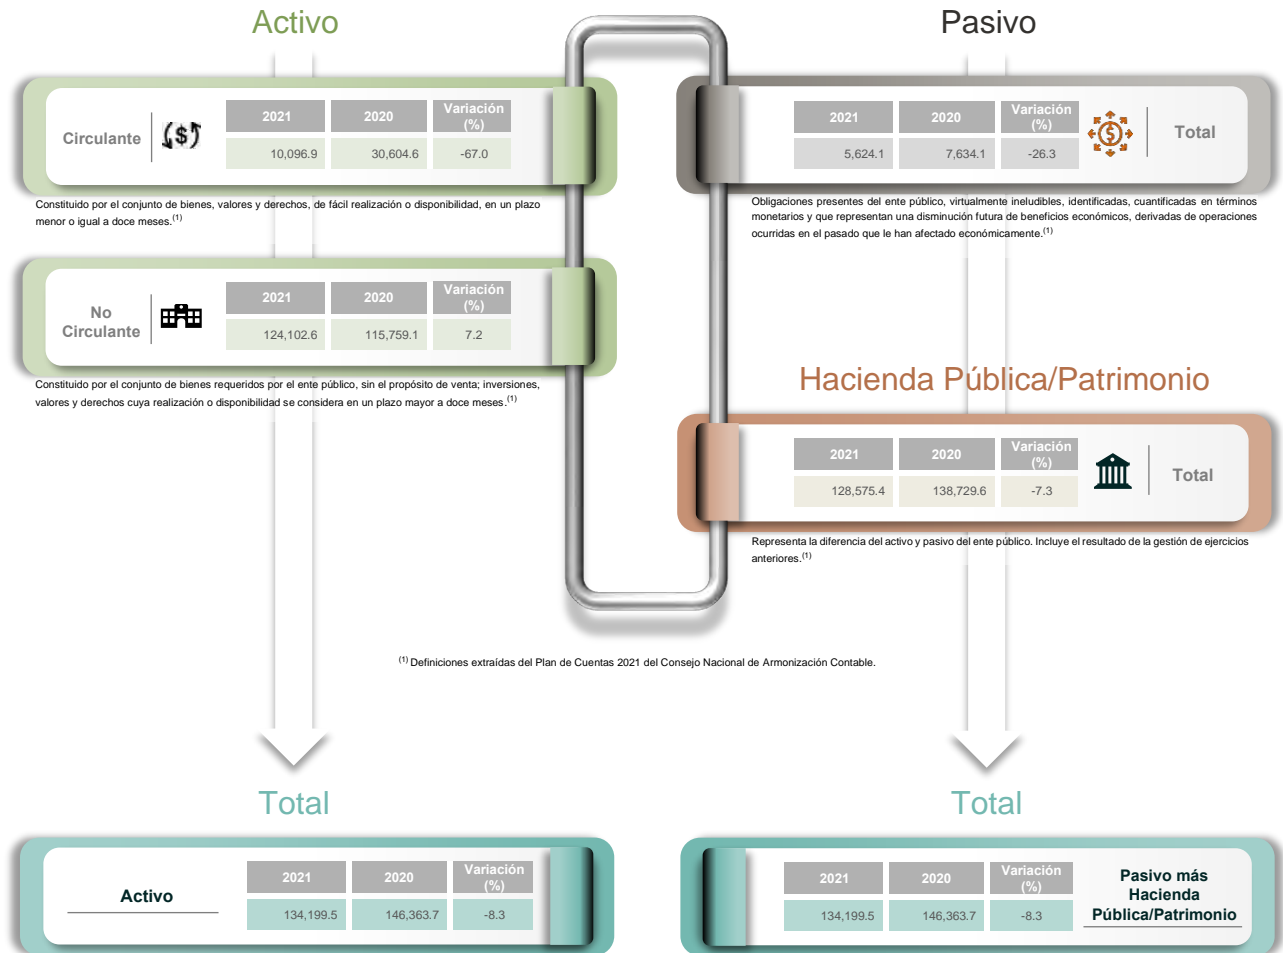 Activo
Circulante
2021 2020 Variación (%)
10,096.9 30,604.6 -67.0
Constituido por el conjunto de bienes, valores y derechos, de fácil realización o disponibilidad, en un plazo
menor o igual a doce meses.(1)
No
Circulante
2021 2020 Variación (%)
124,102.6 115,759.1 7.2
Constituido por el conjunto de bienes requeridos por el ente público, sin el propósito de venta; inversiones,
valores y derechos cuya realización o disponibilidad se considera en un plazo mayor a doce meses.(1)
Pasivo
2021 2020 Variación (%)
5,624.1 7,634.1 -26.3
Total
Obligaciones presentes del ente público, virtualmente ineludibles, identificadas, cuantificadas en términos
monetarios y que representan una disminución futura de beneficios económicos, derivadas de operaciones
ocurridas en el pasado que le han afectado económicamente.(1)
Hacienda Pública/Patrimonio
2021 2020 Variación (%)
128,575.4 138,729.6 -7.3
Total
Representa la diferencia del activo y pasivo del ente público. Incluye el resultado de la gestión de ejercicios
anteriores.(1)
(1) Definiciones extraídas del Plan de Cuentas 2021 del Consejo Nacional de Armonización Contable.
Total
Activo
2021 2020 Variación (%)
134,199.5 146,363.7 -8.3
Total
2021 2020 Variación (%)
134,199.5 146,363.7 -8.3
Pasivo más
Hacienda
Pública/Patrimonio